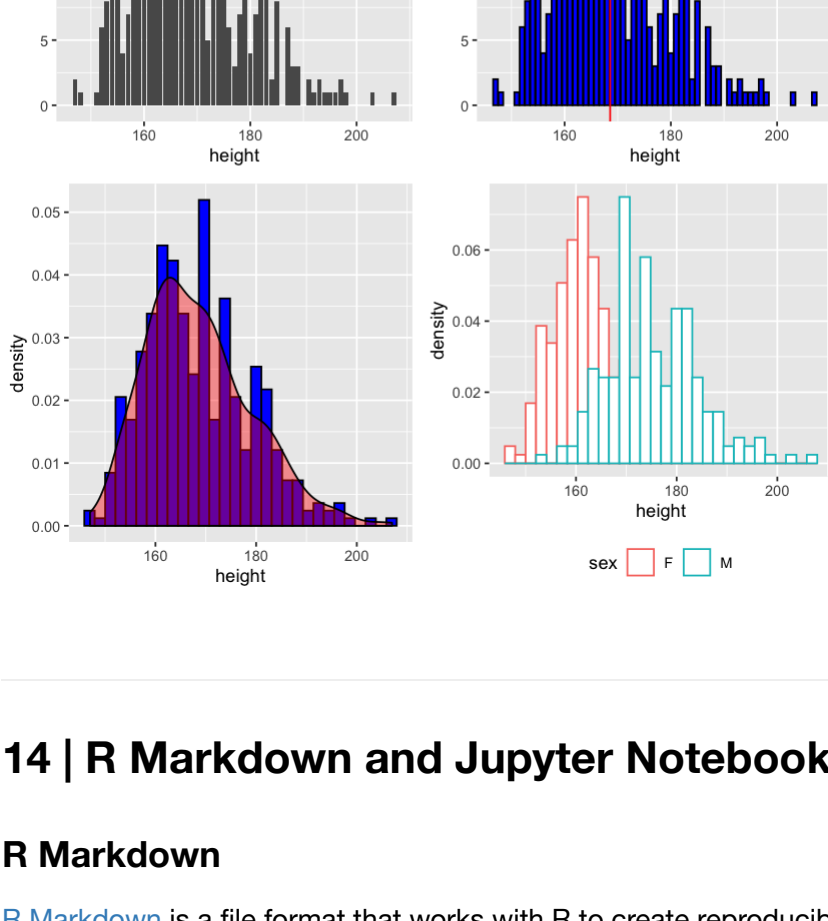 5
0
160 180 200
height
5
0
160 180 200
height
0.05
0.04
0.03
0.02
0.01
0.00
density
160 180 200
height
0.06
0.04
0.02
0.00
density
160 180 200
height
sex F M
14 | R Markdown and Jupyter Notebook
R Markdown
R Markdown is a file format that works with R to create reproducib